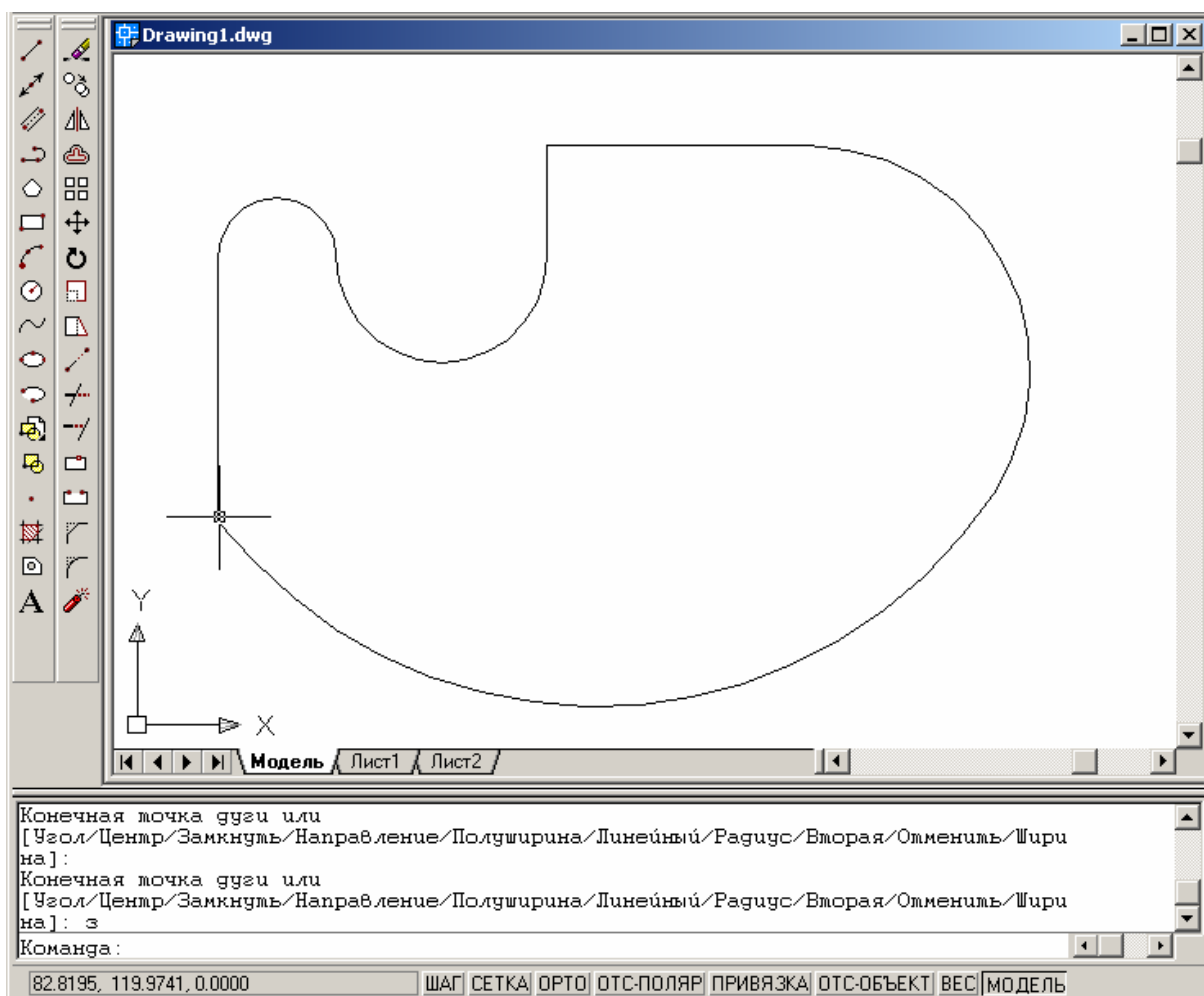 Drawing1.dwg
A
Y
X
Модель Лист1 Лист2
Конечная точка дуги или
[Угол/Центр/Замкнуть/Направление/Полуширина/Линейный/Радиус/Вторая/Отменить/Шири
на]:
Конечная точка дуги или
[Угол/Центр/Замкнуть/Направление/Полуширина/Линейный/Радиус/Вторая/Отменить/Шири
на]: з
Команда:
82.8195, 119.9741, 0.0000 ШАГ СЕТКА ОРТО ОТС-ПОЛЯР ПРИВЯЗКА ОТС-ОБЪЕКТ ВЕС МОДЕЛЬ